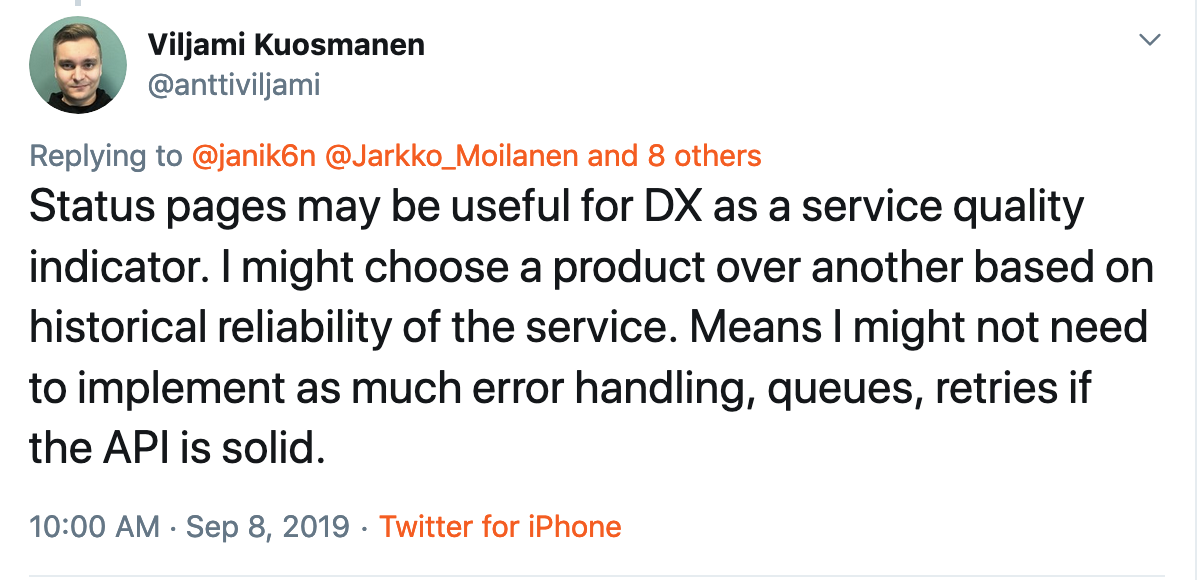 Viljami Kuosmanen
@anttiviljami
Replying to @janik6n @Jarkko_Moilanen and 8 others
Status pages may be useful for DX as a service quality
indicator. I might choose a product over another based on
historical reliability of the service. Means I might not need
to implement as much error handling, queues, retries if
the API is solid.
10:00 AM · Sep 8, 2019 · Twitter for iPhone